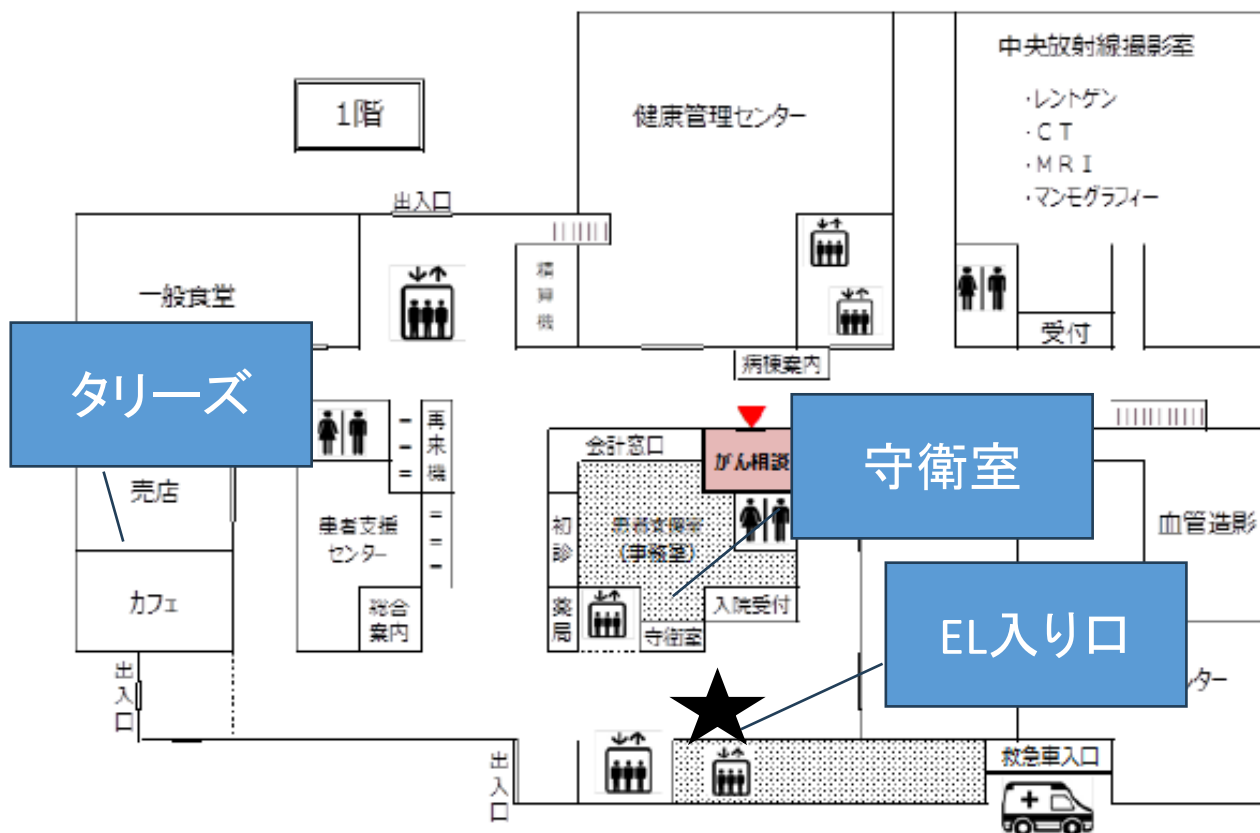 中央放射線撮影室
・レントゲン
・CT
・MRI
・マンモグラフィー
1階
健康管理センター
出入口
精算機
一般食堂
受付
病棟案内
タリーズ
再来機
会計窓口
がん相談
守衛室
売店
患者支援
センター
初診
(事務室)
血管造影
カフェ
総合
案内
薬局
入院受付
守衛室
EL入り口
出入口
ター
出入口
救急車入口